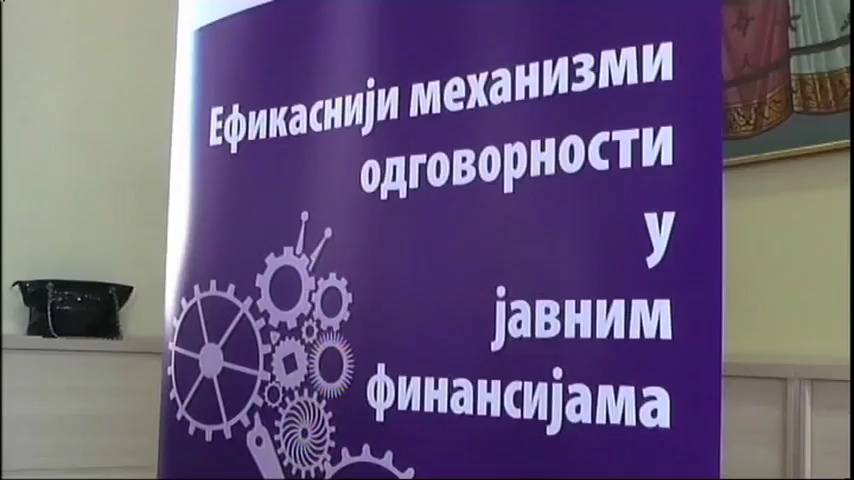 Ефикаснији механизми
одговорности
у
јавним
финансијама